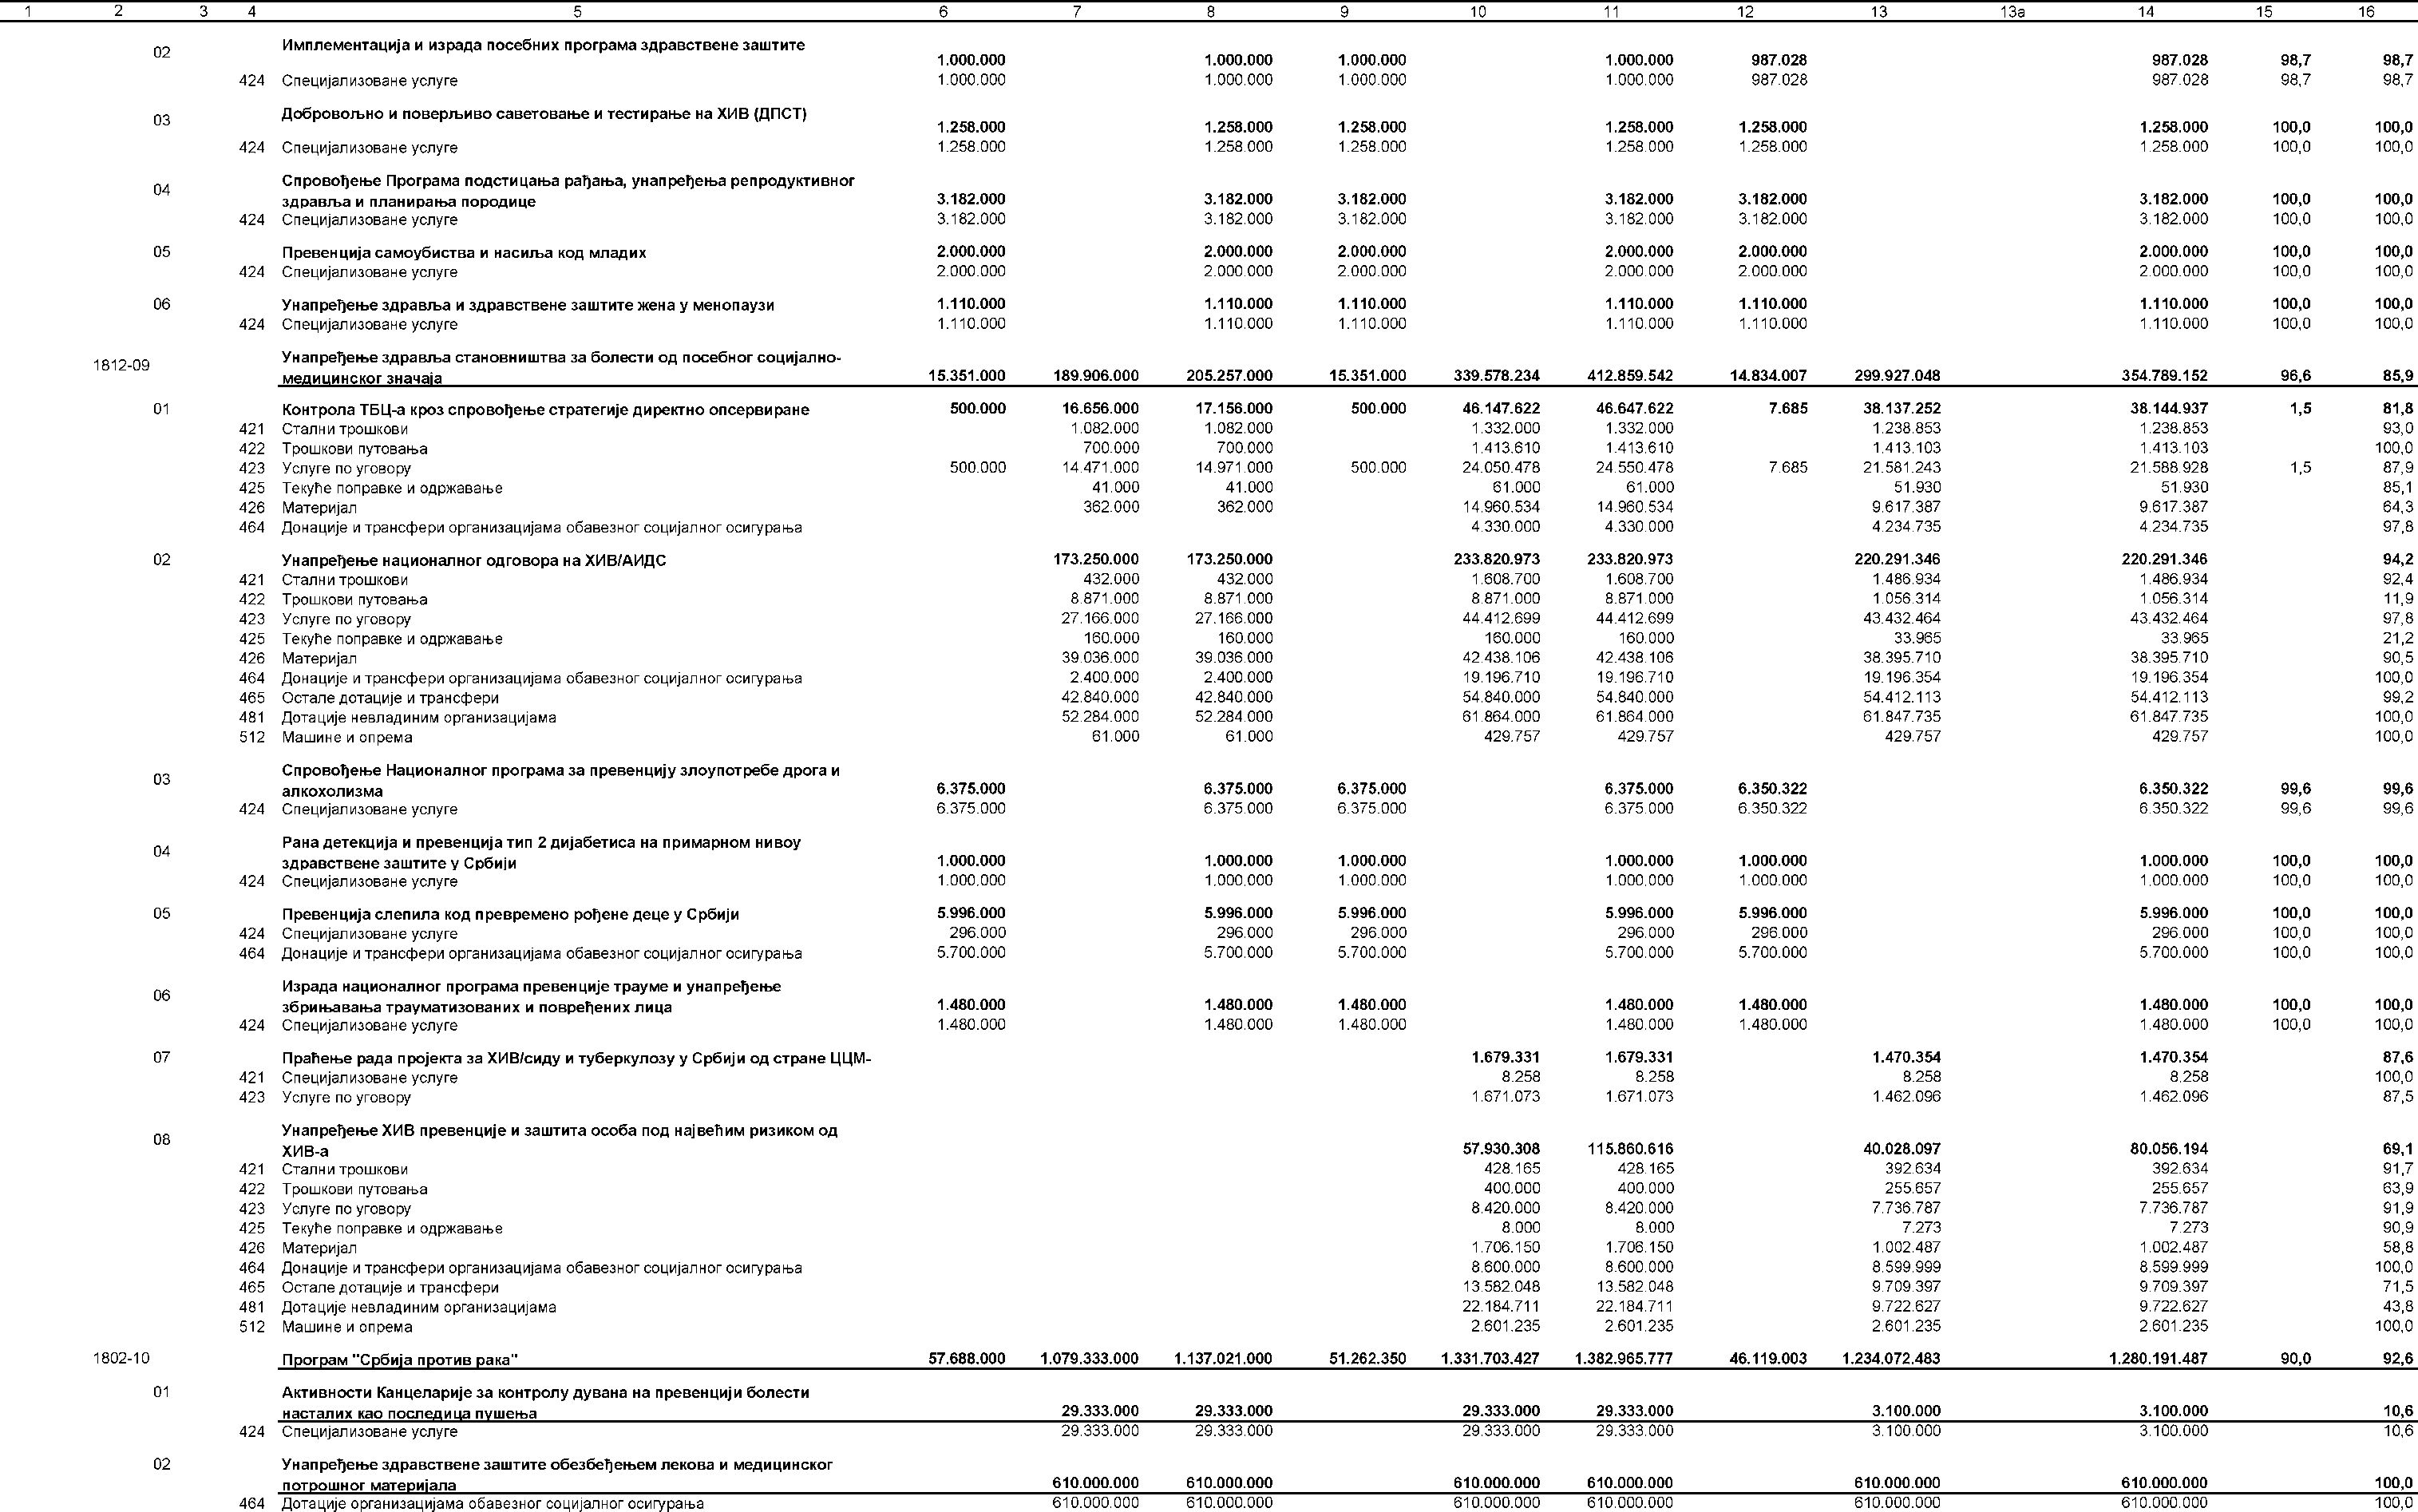 1 2 3 4 5 6 7 8 9 10 11 12 13 13a 14 15 16
02 Имплементација и израда посебних програма здравствене заштите 1.000.000 1.000.000 1.000.000 1.000.000 987.028 987.028 98,7 98,7
424 Специјализоване услуге 1.000.000 1.000.000 1.000.000 1.000.000 987.028 987.028 98,7 98,7
03 Добровољно и поверљиво саветовање и тестирање на ХИВ (ДПСТ) 1.258.000 1.258.000 1.258.000 1.258.000 1.258.000 1.258.000 100,0 100,0
424 Специјализоване услуге 1.258.000 1.258.000 1.258.000 1.258.000 1.258.000 1.258.000 100,0 100,0
04 Спровођење Програма подстицања рађања, унапређења репродуктивног
здравља и планирања породице 3.182.000 3.182.000 3.182.000 3.182.000 3.182.000 3.182.000 100,0 100,0
424 Специјализоване услуге 3.182.000 3.182.000 3.182.000 3.182.000 3.182.000 3.182.000 100,0 100,0
05 Превенција самоубиства и насиља код младих 2.000.000 2.000.000 2.000.000 2.000.000 2.000.000 2.000.000 100,0 100,0
424 Специјализоване услуге 2.000.000 2.000.000 2.000.000 2.000.000 2.000.000 2.000.000 100,0 100,0
06 Унапређење здравља и здравствене заштите жена у менопаузи 1.110.000 1.110.000 1.110.000 1.110.000 1.110.000 1.110.000 100,0 100,0
424 Специјализоване услуге 1.110.000 1.110.000 1.110.000 1.110.000 1.110.000 1.110.000 100,0 100,0
1812-09 Унапређење здравља становништва за болести од посебног социјално-
медицинског значаја 15.351.000 189.906.000 205.257.000 15.351.000 339.578.234 412.859.542 14.834.007 299.927.048 354.789.152 96,6 85,9
01 Контрола ТБЦ-а кроз спровођење стратегије директно опсервиране 500.000 16.656.000 17.156.000 500.000 46.147.622 46.647.622 7.685 38.137.252 38.144.937 1,5 81,8
421 Стални трошкови 1.082.000 1.082.000 1.332.000 1.332.000 1.238.853 1.238.853 93,0
422 Трошкови путовања 700.000 700.000 1.413.610 1.413.610 1.413.103 1.413.103 100,0
423 Услуге по уговору 500.000 14.471.000 14.971.000 500.000 24.050.478 24.550.478 7.685 21.581.243 21.588.928 1,5 87,9
425 Текуће поправке и одржавање 41.000 41.000 61.000 61.000 51.930 51.930 85,1
426 Материјал 362.000 362.000 14.960.534 14.960.534 9.617.387 9.617.387 64,3
464 Донације и трансфери организацијама обавезног социјалног осигурања 4.330.000 4.330.000 4.234.735 4.234.735 97,8
02 Унапређење националног одговора на ХИВ/АИДС 173.250.000 173.250.000 233.820.973 233.820.973 220.291.346 220.291.346 94,2
421 Стални трошкови 432.000 432.000 1.608.700 1.608.700 1.486.934 1.486.934 92,4
422 Трошкови путовања 8.871.000 8.871.000 8.871.000 8.871.000 1.056.314 1.056.314 11,9
423 Услуге по уговору 27.166.000 27.166.000 44.412.699 44.412.699 43.432.464 43.432.464 97,8
425 Текуће поправке и одржавање 160.000 160.000 160.000 160.000 33.965 33.965 21,2
426 Материјал 39.036.000 39.036.000 42.438.106 42.438.106 38.395.710 38.395.710 90,5
464 Донације и трансфери организацијама обавезног социјалног осигурања 2.400.000 2.400.000 19.196.710 19.196.710 19.196.354 19.196.354 100,0
465 Остале дотације и трансфери 42.840.000 42.840.000 54.840.000 54.840.000 54.412.113 54.412.113 99,2
481 Дотације невладиним организацијама 52.284.000 52.284.000 61.864.000 61.864.000 61.847.735 61.847.735 100,0
512 Машине и опрема 61.000 61.000 429.757 429.757 429.757 429.757 100,0
03 Спровођење Националног програма за превенцију злоупотребе дрога и
алкохолизма 6.375.000 6.375.000 6.375.000 6.375.000 6.350.322 6.350.322 99,6 99,6
424 Специјализоване услуге 6.375.000 6.375.000 6.375.000 6.375.000 6.350.322 6.350.322 99,6 99,6
04 Рана детекција и превенција тип 2 дијабетиса на примарном нивоу
здравствене заштите у Србији 1.000.000 1.000.000 1.000.000 1.000.000 1.000.000 1.000.000 100,0 100,0
424 Специјализоване услуге 1.000.000 1.000.000 1.000.000 1.000.000 1.000.000 1.000.000 100,0 100,0
05 Превенција слепила код превремено рођене деце у Србији 5.996.000 5.996.000 5.996.000 5.996.000 5.996.000 5.996.000 100,0 100,0
424 Специјализоване услуге 296.000 296.000 296.000 296.000 296.000 296.000 100,0 100,0
464 Донације и трансфери организацијама обавезног социјалног осигурања 5.700.000 5.700.000 5.700.000 5.700.000 5.700.000 5.700.000 100,0 100,0
06 Израда националног програма превенције трауме и унапређење
збрињавања трауматизованих и повређених лица 1.480.000 1.480.000 1.480.000 1.480.000 1.480.000 1.480.000 100,0 100,0
424 Специјализоване услуге 1.480.000 1.480.000 1.480.000 1.480.000 1.480.000 1.480.000 100,0 100,0
07 Праћење рада пројекта за ХИВ/сиду и туберкулозу у Србији од стране ЦЦМ- 1.679.331 1.679.331 1.470.354 1.470.354 87,6
421 Специјализоване услуге 8.258 8.258 8.258 8.258 100,0
423 Услуге по уговору 1.671.073 1.671.073 1.462.096 1.462.096 87,5
08 Унапређење ХИВ превенције и заштита особа под највећим ризиком од
ХИВ-а 57.930.308 115.860.616 40.028.097 80.056.194 69,1
421 Стални трошкови 428.165 428.165 392.634 392.634 91,7
422 Трошкови путовања 400.000 400.000 255.657 255.657 63,9
423 Услуге по уговору 8.420.000 8.420.000 7.736.787 7.736.787 91,9
425 Текуће поправке и одржавање 8.000 8.000 7.273 7.273 90,9
426 Материјал 1.706.150 1.706.150 1.002.487 1.002.487 58,8
464 Донације и трансфери организацијама обавезног социјалног осигурања 8.600.000 8.600.000 8.599.999 8.599.999 100,0
465 Остале дотације и трансфери 13.582.048 13.582.048 9.709.397 9.709.397 71,5
481 Дотације невладиним организацијама 22.184.711 22.184.711 9.722.627 9.722.627 43,8
512 Машине и опрема 2.601.235 2.601.235 2.601.235 2.601.235 100,0
1802-10 Програм "Србија против рака" 57.688.000 1.079.333.000 1.137.021.000 51.262.350 1.331.703.427 1.382.965.777 46.119.003 1.234.072.483 1.280.191.487 90,0 92,6
01 Активности Канцеларије за контролу дувана на превенцији болести
насталих као последица пушења 29.333.000 29.333.000 29.333.000 29.333.000 3.100.000 3.100.000 10,6
424 Специјализоване услуге 29.333.000 29.333.000 29.333.000 29.333.000 3.100.000 3.100.000 10,6
02 Унапређење здравствене заштите обезбеђењем лекова и медицинског
потрошног материјала 610.000.000 610.000.000 610.000.000 610.000.000 610.000.000 610.000.000 100,0
464 Дотације организацијама обавезног социјалног осигурања 610.000.000 610.000.000 610.000.000 610.000.000 610.000.000 610.000.000 100,0